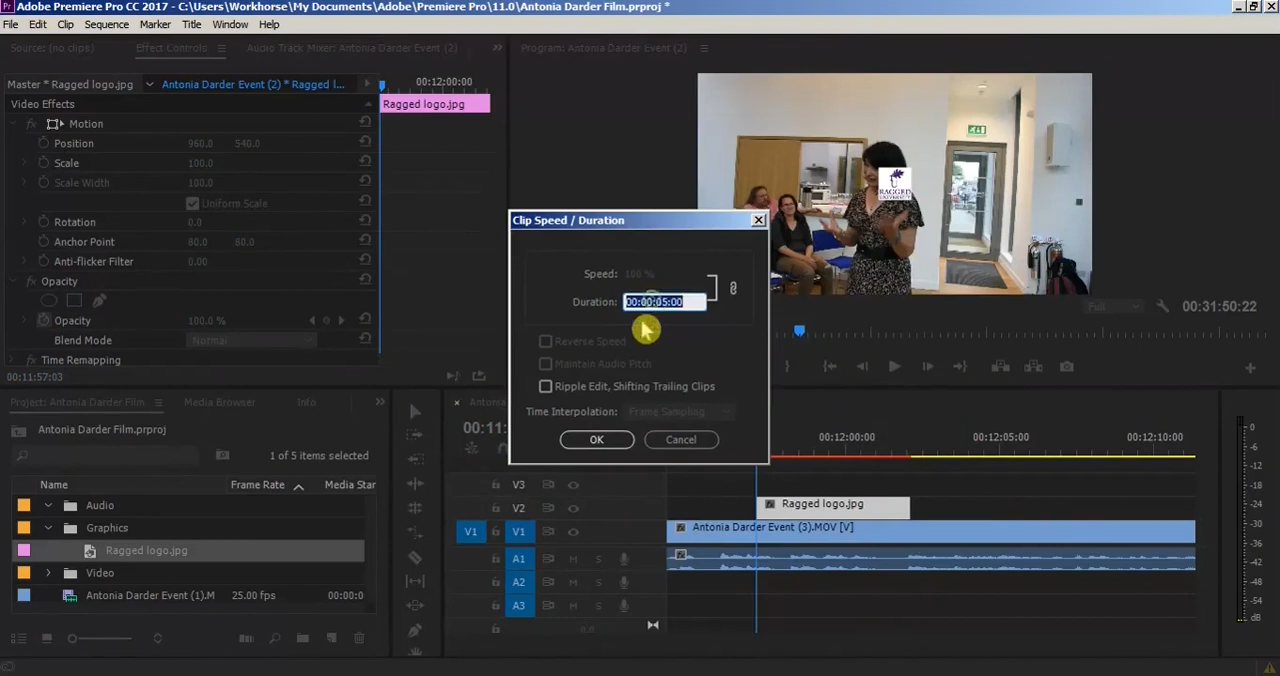 Adobe Premiere Pro CC 2017 - C:\Users\Workhorse\My Documents\Adobe\Premiere Pro\11.0\Antonia Darder Film.prproj *
File Edit Clip Sequence Marker Title Window Help
Source: (no clips) Effect Controls Audio Track Mixer: Antonia Darder Event (2) Program: Antonia Darder Event (2)
Master * Ragged logo.jpg Antonia Darder Event (2) * Ragged l... 00:12:00:00
Video Effects Ragged logo.jpg
fx Motion
Position 960.0 540.0
Scale 100.0
Scale Width 100.0
Uniform Scale
Rotation 0.0
Anchor Point 80.0 80.0
Anti-flicker Filter 0.00
fx Opacity
Opacity 100.0 %
Blend Mode Normal
fx Time Remapping
00:11:57:03
RAGGED
UNIVERSITY
Full 00:31:50:22
Clip Speed / Duration
Speed: 100 %
Duration: 00:00:05:00
Reverse Speed
Maintain Audio Pitch
Ripple Edit, Shifting Trailing Clips
Time Interpolation: Frame Sampling
OK Cancel
Project: Antonia Darder Film Media Browser Info
Antonia Darder Film.prproj
1 of 5 items selected
Name Frame Rate Media Star
Audio
Graphics
Ragged logo.jpg
Video
Antonia Darder Event (1).M 25.00 fps 00:00:0
Antonia
00:11:
00:12:00:00 00:12:05:00 00:12:10:00
V3
V2 Ragged logo.jpg
V1 V1 Antonia Darder Event (3).MOV [V]
A1 M S
A2 M S
A3 M S
0.0
0
-6
-12
-18
-24
-30
-36
-42
-48
-54
dB